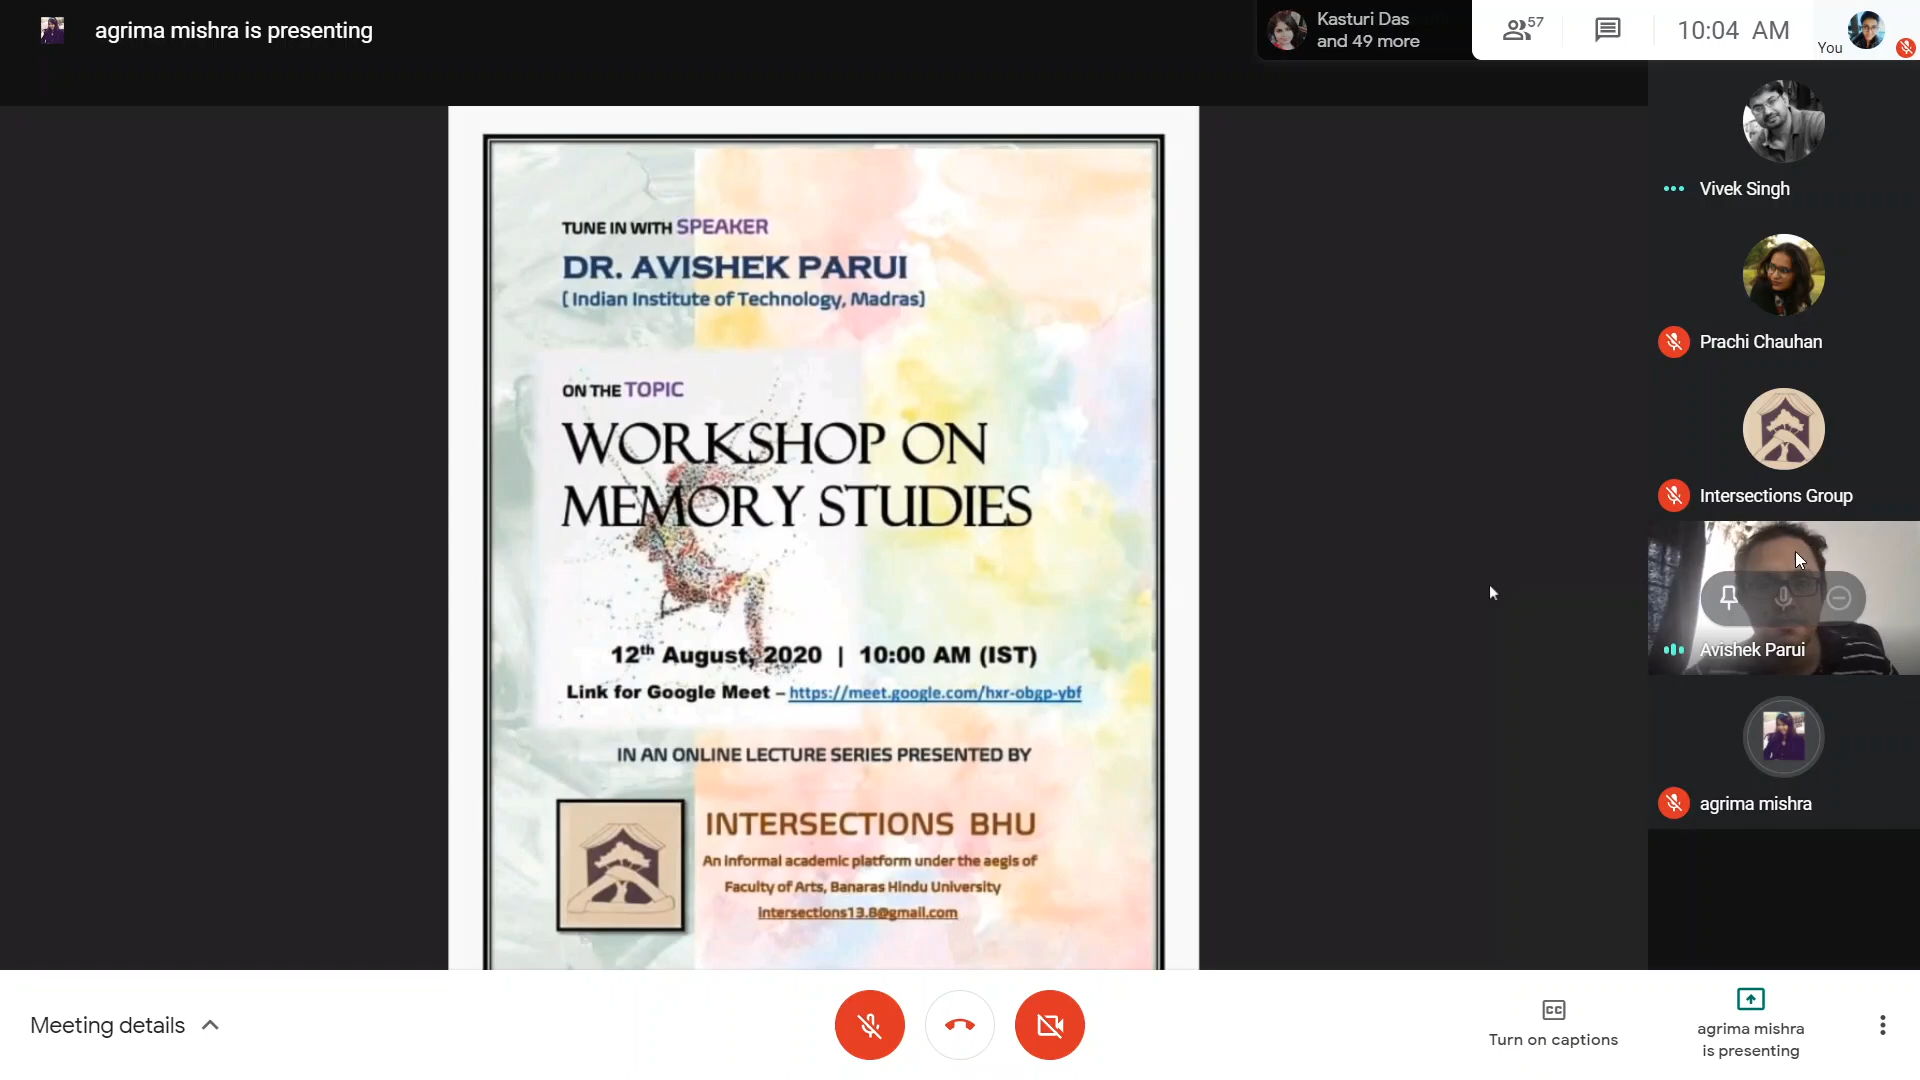 agrima mishra is presenting
Kasturi Das
and 49 more
57
10:04 AM
You
TUNE IN WITH SPEAKER
DR. AVISHEK PARUI
( Indian Institute of Technology, Madras)
ON THE TOPIC
WORKSHOP ON
MEMORY STUDIES
12th August, 2020 | 10:00 AM (IST)
Link for Google Meet – https://meet.google.com/hxr-obgp-ybf
IN AN ONLINE LECTURE SERIES PRESENTED BY
INTERSECTIONS BHU
An informal academic platform under the aegis of
Faculty of Arts, Banaras Hindu University
intersections13.8@gmail.com
Vivek Singh
Prachi Chauhan
Intersections Group
Avishek Parui
agrima mishra
Meeting details
CC
Turn on captions
agrima mishra
is presenting